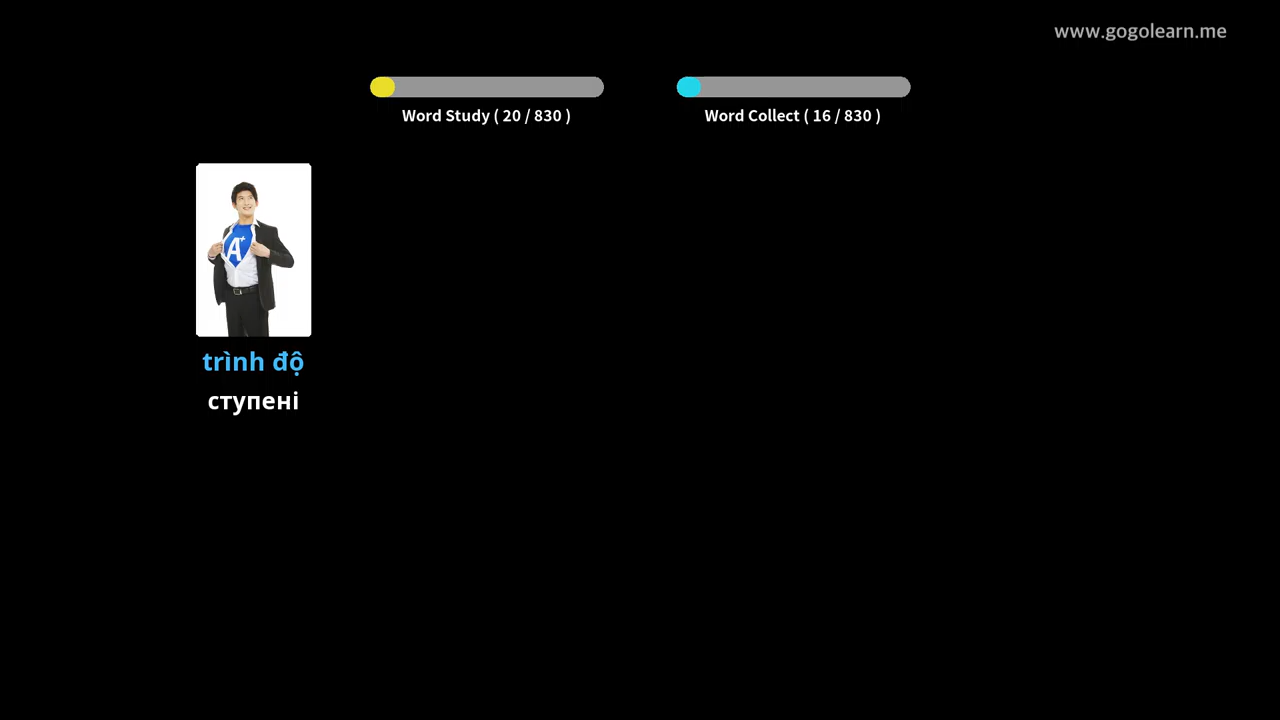 www.gogolearn.me
Word Study ( 20 / 830 )
Word Collect ( 16 / 830 )
A+
trình độ
ступені